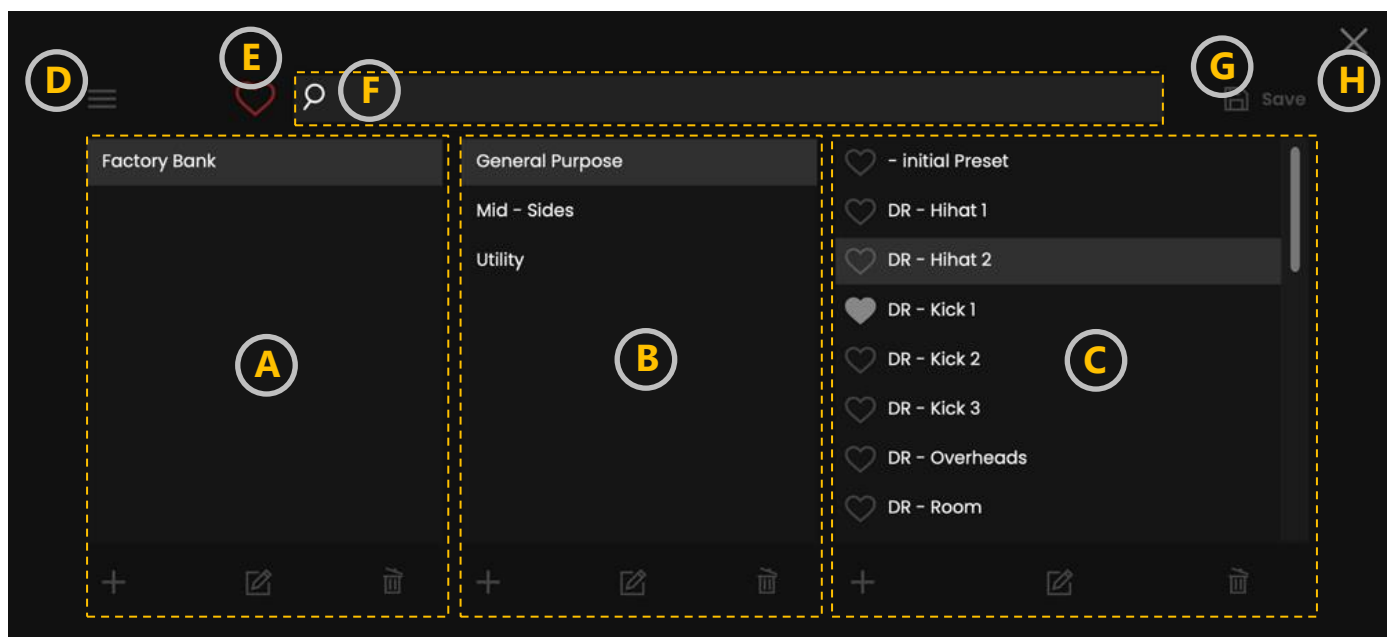 E
D
F
G
H
Save
Factory Bank
General Purpose
Mid - Sides
Utility
- initial Preset
DR - Hihat 1
DR - Hihat 2
DR - Kick 1
DR - Kick 2
DR - Kick 3
DR - Overheads
DR - Room
A
B
C